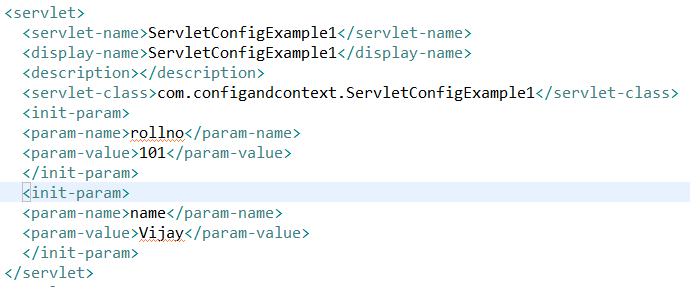 <servlet>
<servlet-name>ServletConfigExample1</servlet-name>
<display-name>ServletConfigExample1</display-name>
<description></description>
<servlet-class>com.configandcontext.ServletConfigExample1</servlet-class>
<init-param>
<param-name>rollno</param-name>
<param-value>101</param-value>
</init-param>
<init-param>
<param-name>name</param-name>
<param-value>Vijay</param-value>
</init-param>
</servlet>